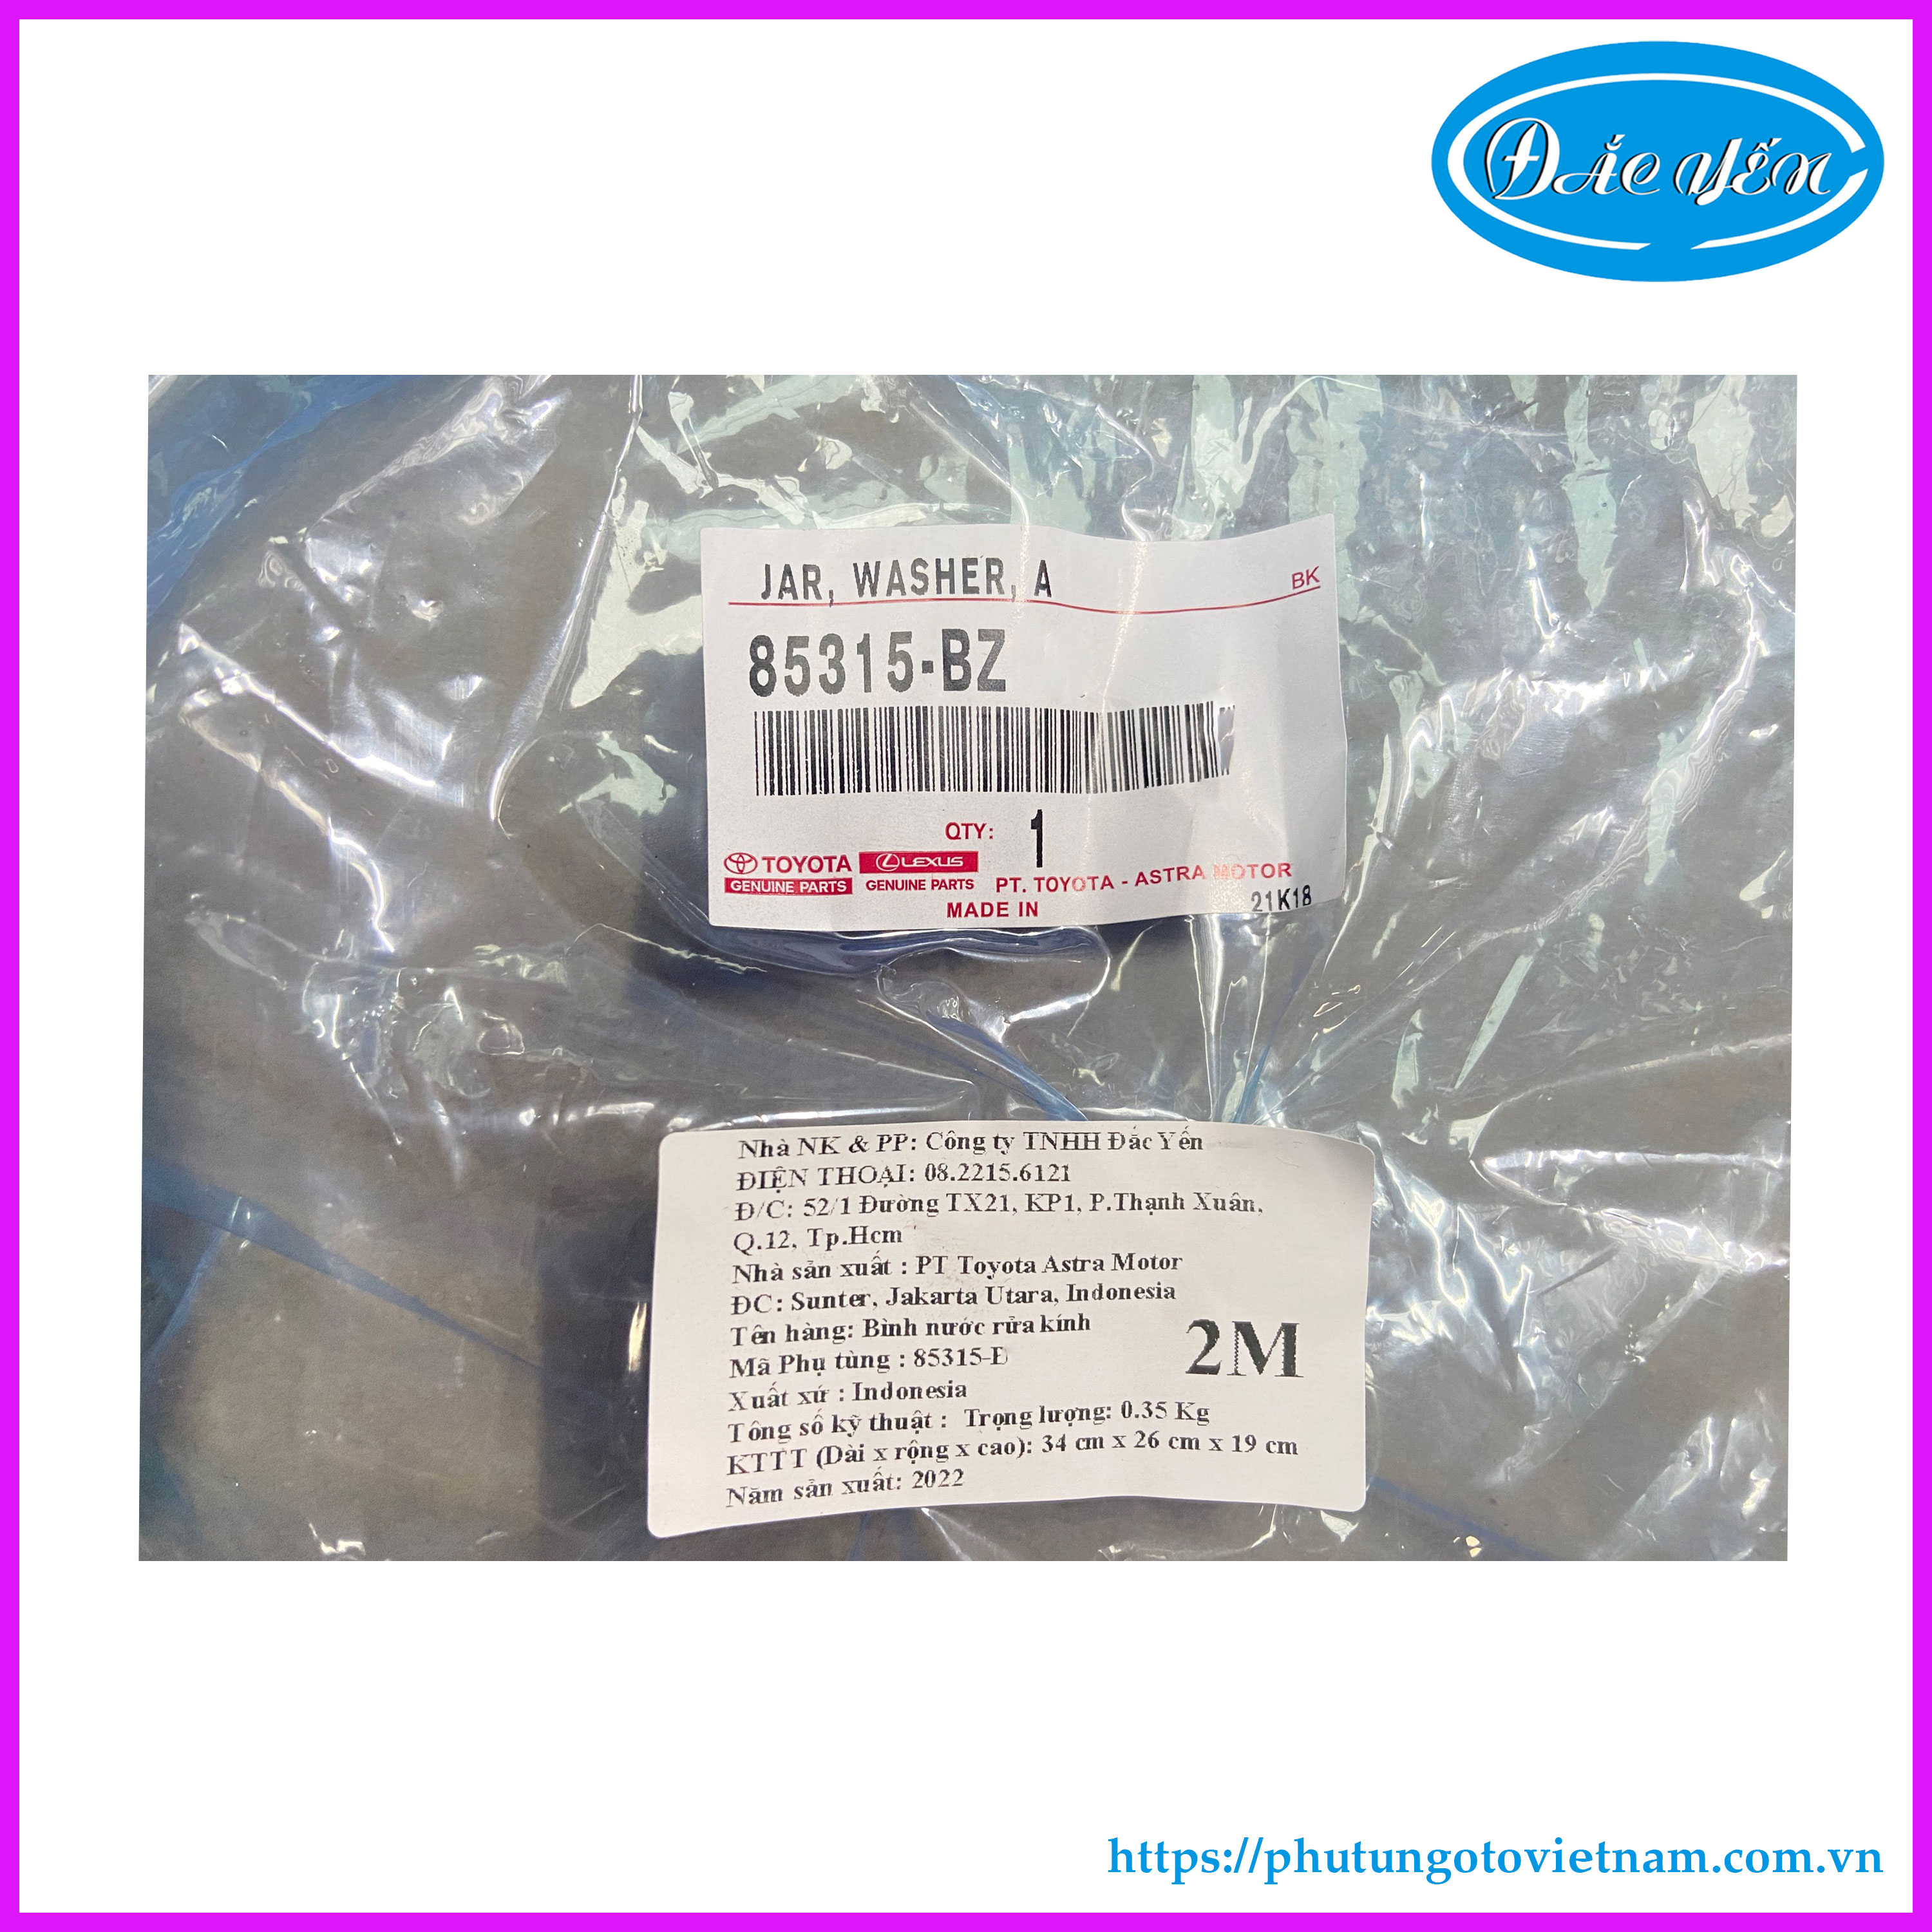 Đắc Yến
JAR, WASHER, A
BK
85315-BZ
QTY: 1
TOYOTA
GENUINE PARTS
LEXUS
GENUINE PARTS
PT. TOYOTA - ASTRA MOTOR
MADE IN
21K18
Nhà NK & PP: Công ty TNHH Đắc Yến
ĐIỆN THOẠI: 08.2215.6121
Đ/C: 52/1 Đường TX21, KP1, P.Thạnh Xuân,
Q.12, Tp.Hcm
Nhà sản xuất : PT Toyota Astra Motor
ĐC: Sunter, Jakarta Utara, Indonesia
Tên hàng: Bình nước rửa kính
Mã Phụ tùng : 85315-
2M
Xuất xứ : Indonesia
Tông số kỹ thuật : Trọng lượng: 0.35 Kg
KTTT (Dài x rộng x cao): 34 cm x 26 cm x 19 cm
Năm sản xuất: 2022
https://phutungotovietnam.com.vn